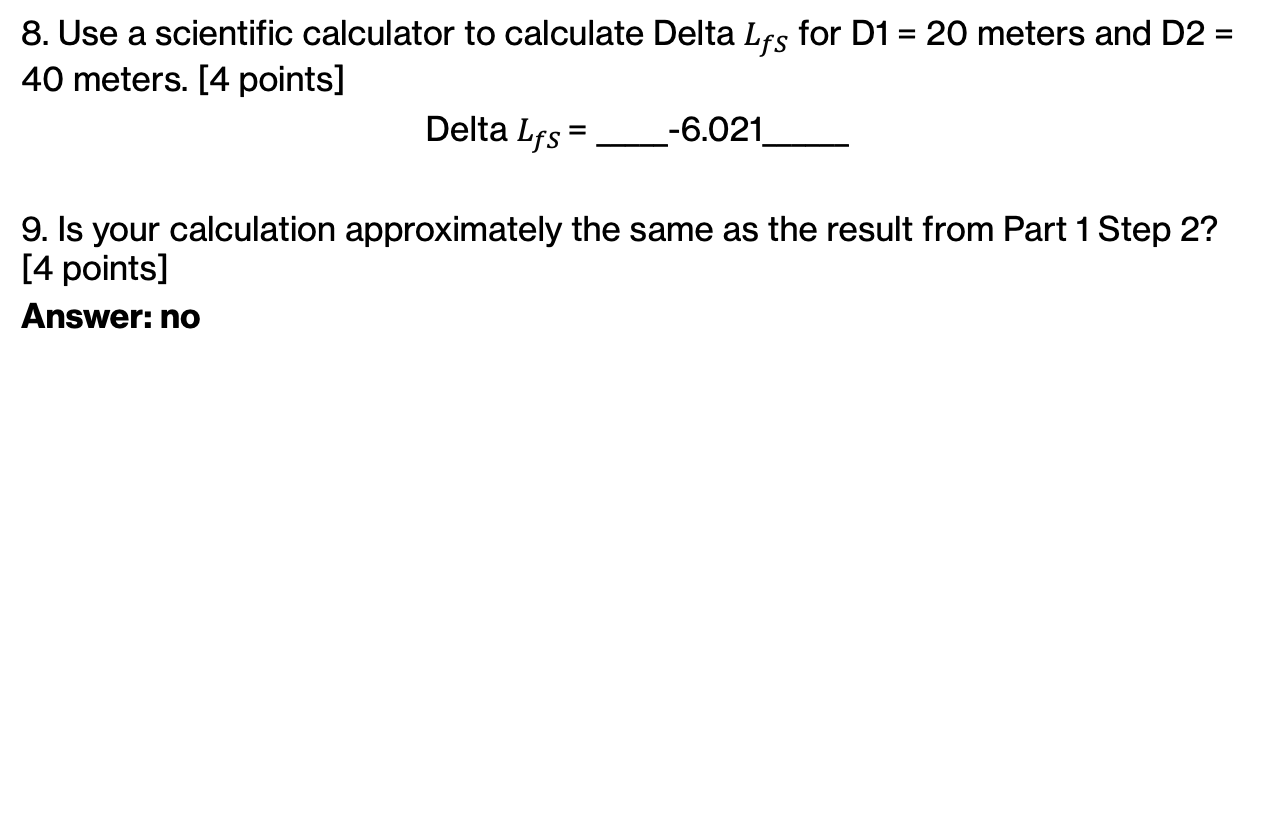 8. Use a scientific calculator to calculate Delta L_fS for D1 = 20 meters and D2 =
40 meters. [4 points]
Delta L_fS = ____-6.021_____
9. Is your calculation approximately the same as the result from Part 1 Step 2?
[4 points]
Answer: no